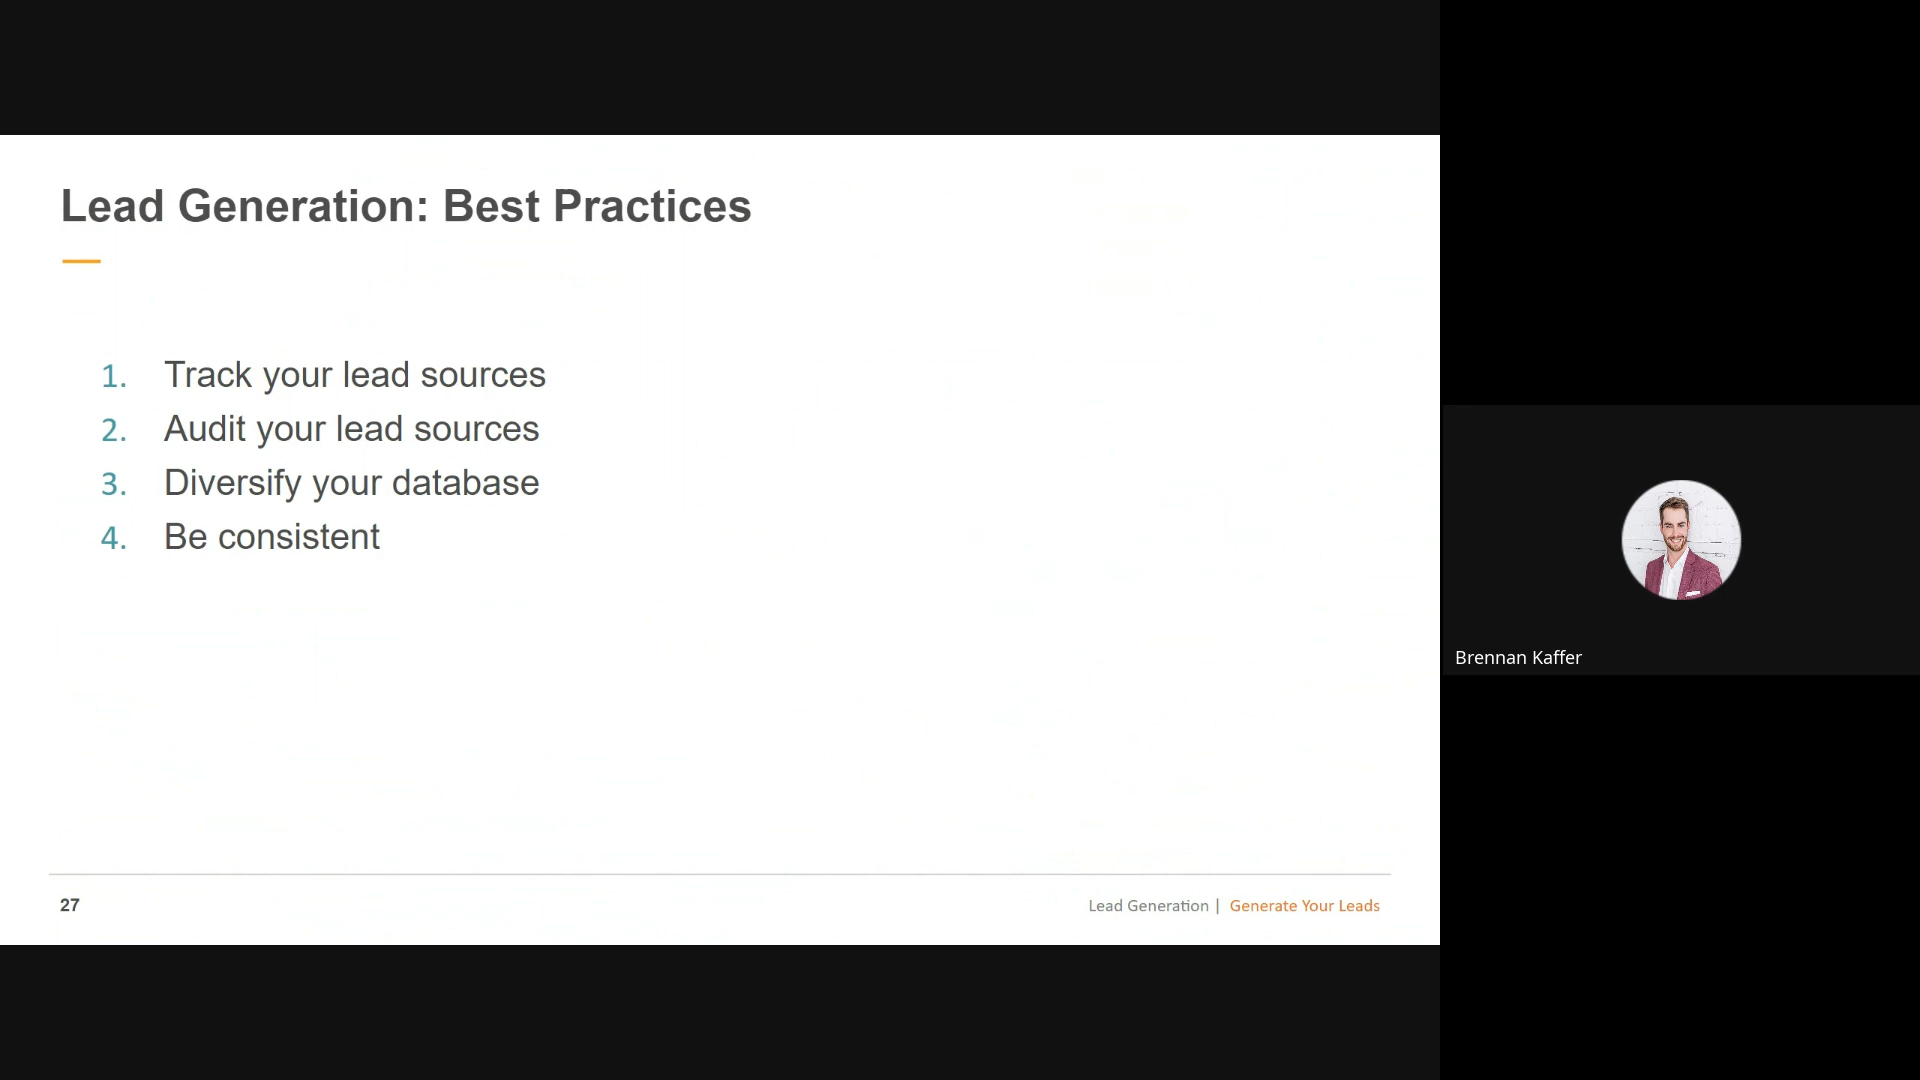 Lead Generation: Best Practices
1. Track your lead sources
2. Audit your lead sources
3. Diversify your database
4. Be consistent
27
Lead Generation | Generate Your Leads
Brennan Kaffer